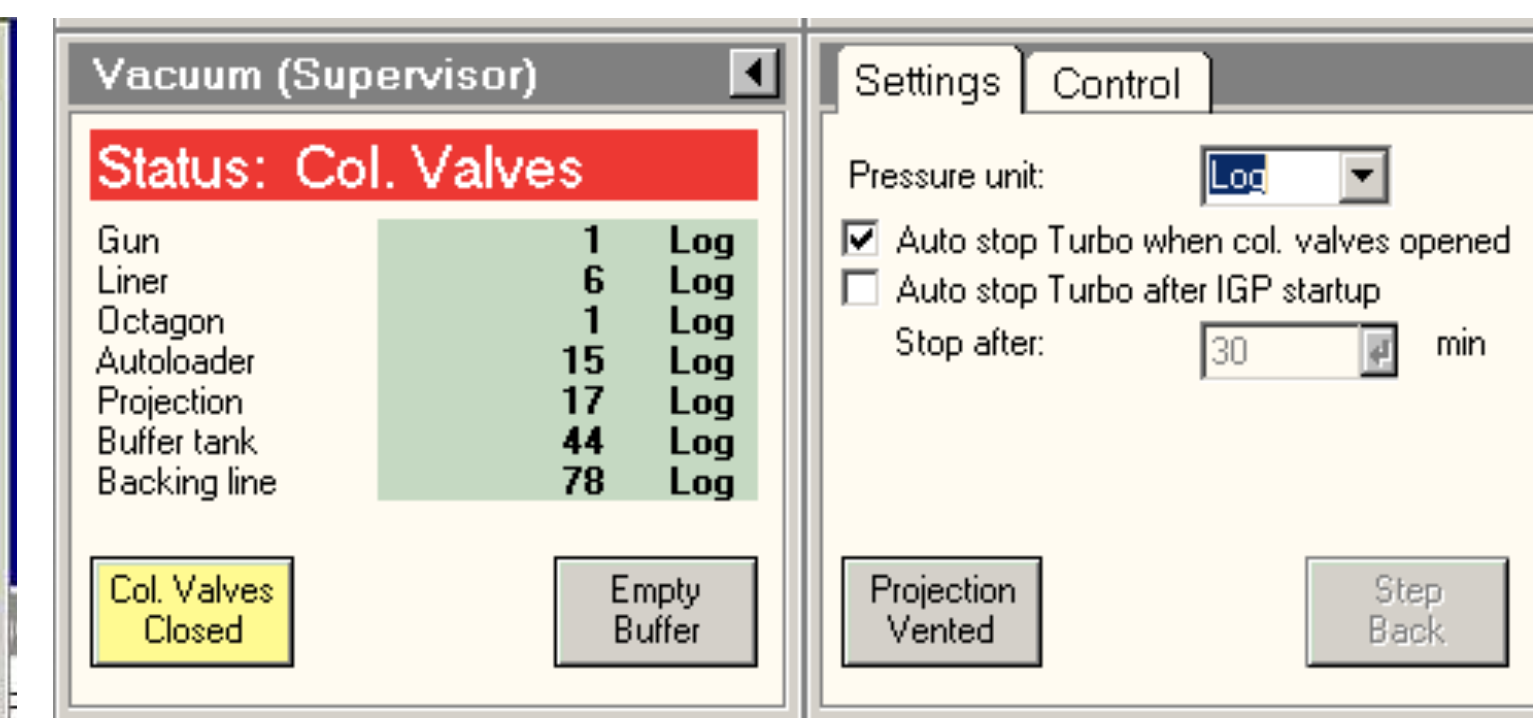 Vacuum (Supervisor)
Status: Col. Valves
Gun 1 Log
Liner 6 Log
Octagon 1 Log
Autoloader 15 Log
Projection 17 Log
Buffer tank 44 Log
Backing line 78 Log
Col. Valves
Closed
Empty
Buffer
Settings Control
Pressure unit: Log
Auto stop Turbo when col. valves opened
Auto stop Turbo after IGP startup
Stop after: 30 min
Projection
Vented
Step
Back